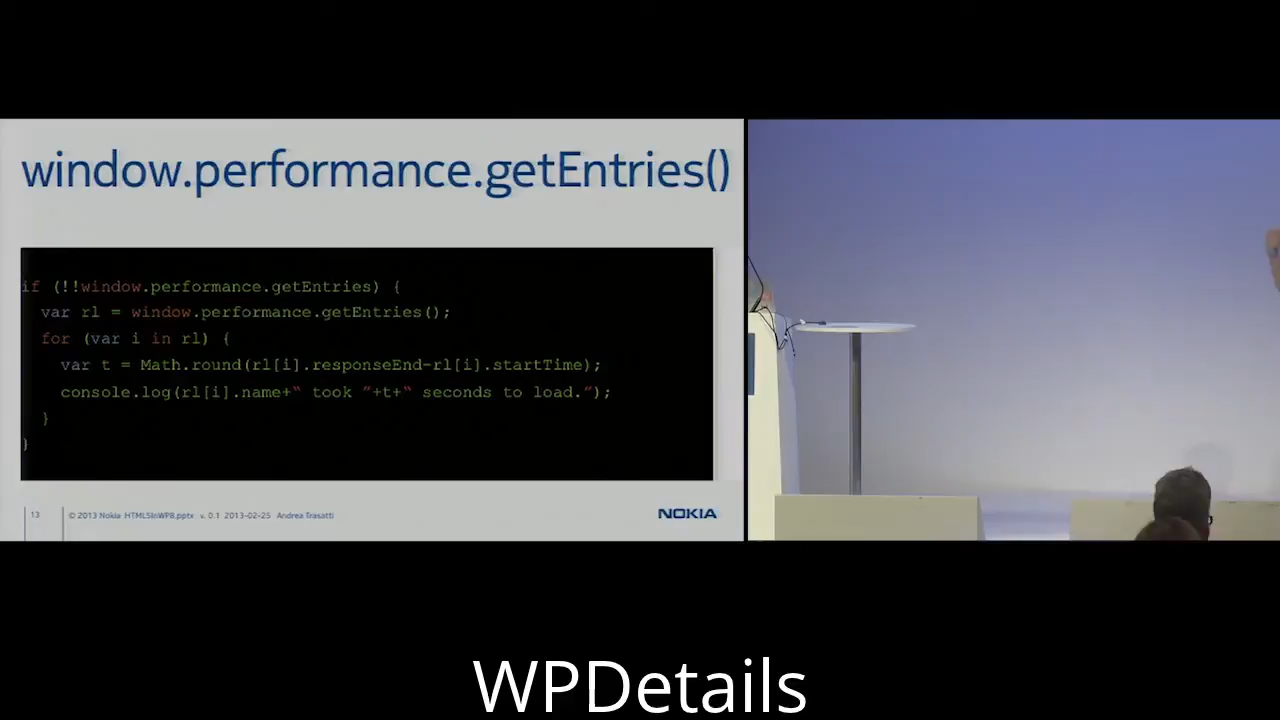 window.performance.getEntries()
if (!!window.performance.getEntries) {
var rl = window.performance.getEntries();
for (var i in rl) {
var t = Math.round(rl[i].responseEnd-rl[i].startTime);
console.log(rl[i].name+“ took ”+t+“ seconds to load.”);
}
}
13 © 2013 Nokia HTML5InWP8.pptx v. 0.1 2013-02-25 Andrea Trasatti
NOKIA
WPDetails